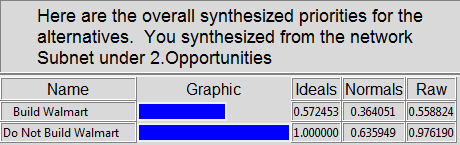 Here are the overall synthesized priorities for the
alternatives. You synthesized from the network
Subnet under 2.Opportunities
Name Graphic Ideals Normals Raw
Build Walmart 0.572453 0.364051 0.558824
Do Not Build Walmart 1.000000 0.635949 0.976190